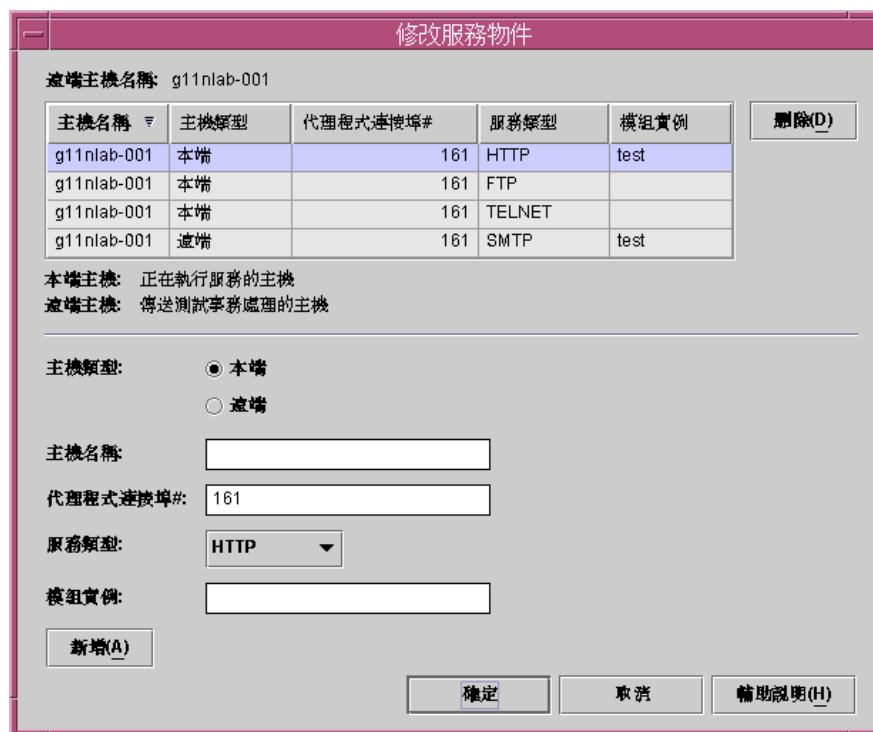 修改服務物件
遠端主機名稱: g11nlab-001
主機名稱 主機類型 代理程式連接埠# 服務類型 模組實例 刪除(D)
g11nlab-001 本端 161 HTTP test
g11nlab-001 本端 161 FTP
g11nlab-001 本端 161 TELNET
g11nlab-001 遠端 161 SMTP test
本端主機: 正在執行服務的主機
遠端主機: 傳送測試事務處理的主機
主機類型: 本端
遠端
主機名稱:
代理程式連接埠#: 161
服務類型: HTTP
模組實例:
新增(A)
確定 取消 輔助說明(H)